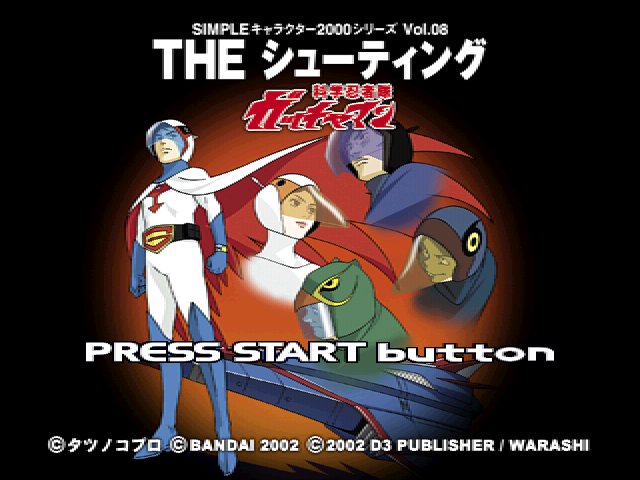 SIMPLEキャラクター2000シリーズ Vol.08
THE シューティング
科学忍者隊
ガッチャマン
PRESS START button
©タツノコプロ ©BANDAI 2002 ©2002 D3 PUBLISHER / WARASHI